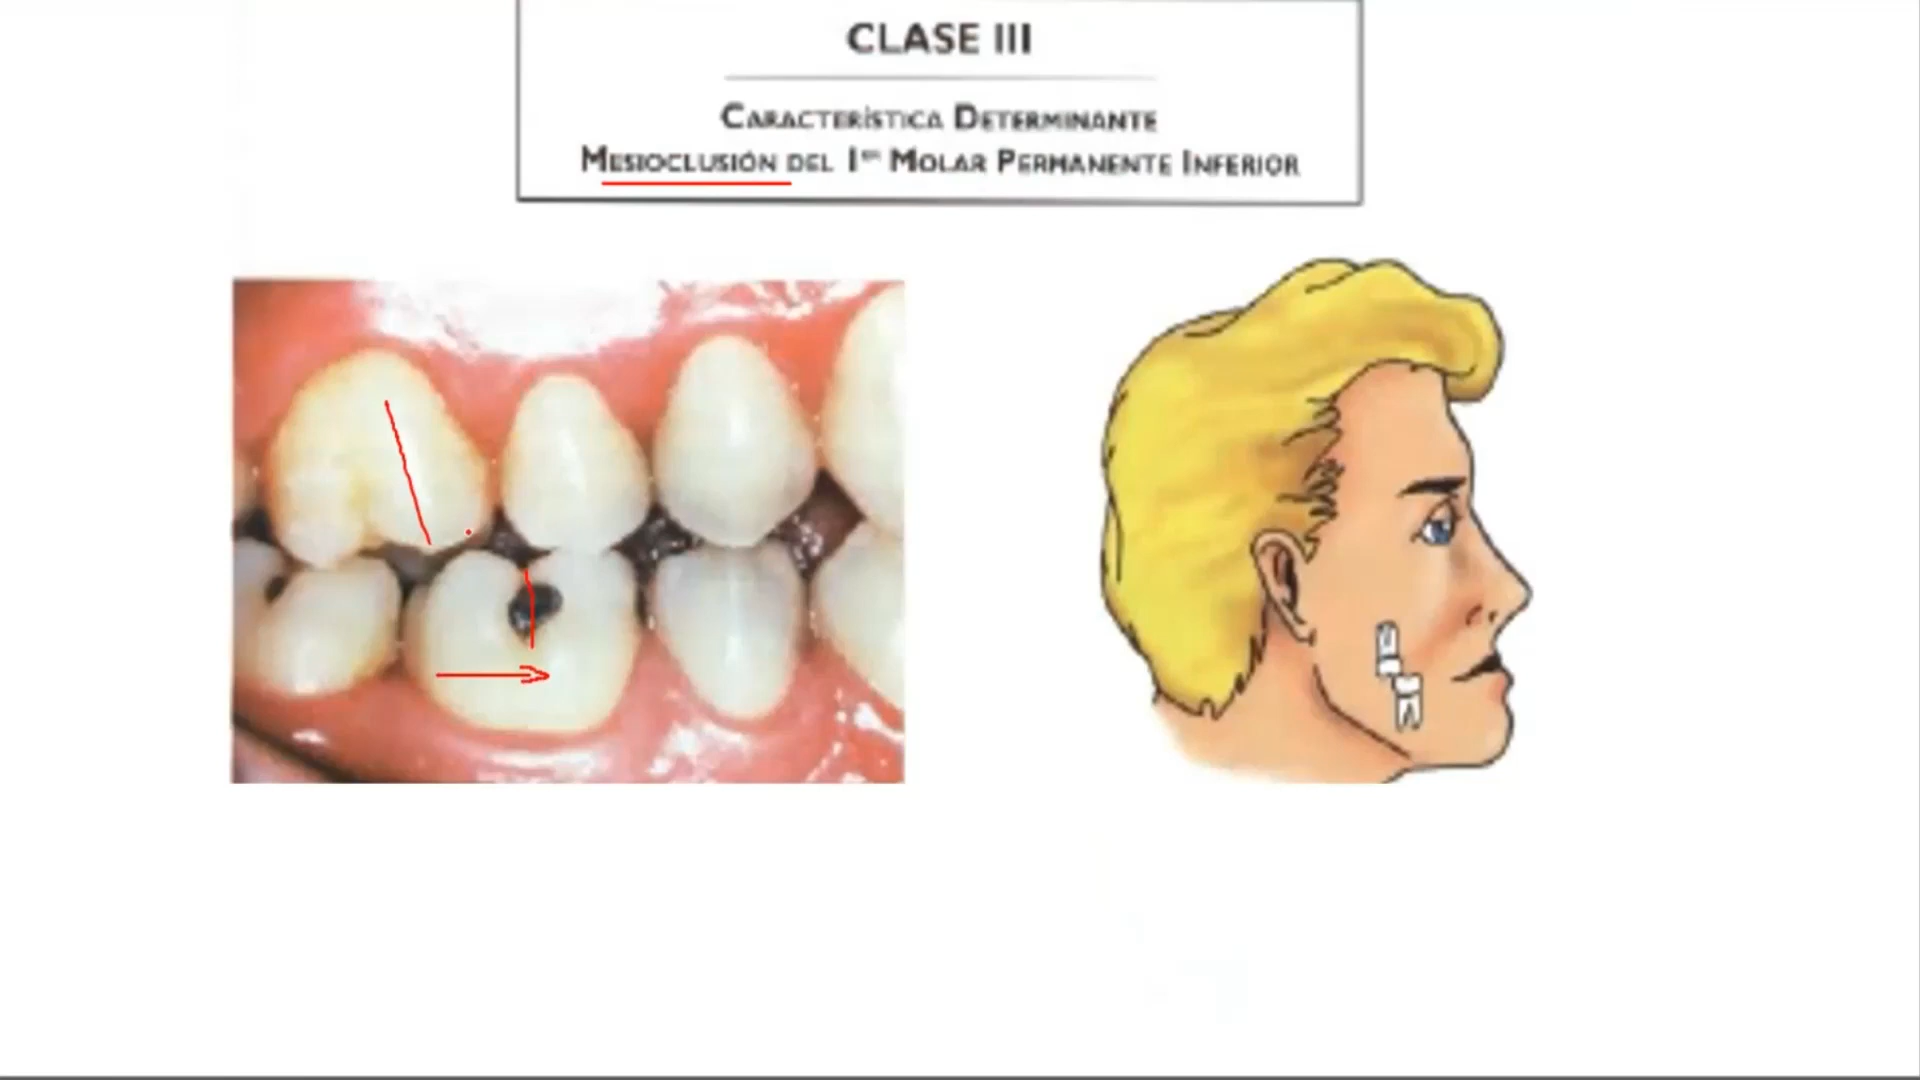 CLASE III
CARACTERÍSTICA DETERMINANTE
MESIOCLUSIÓN DEL 1er MOLAR PERMANENTE INFERIOR